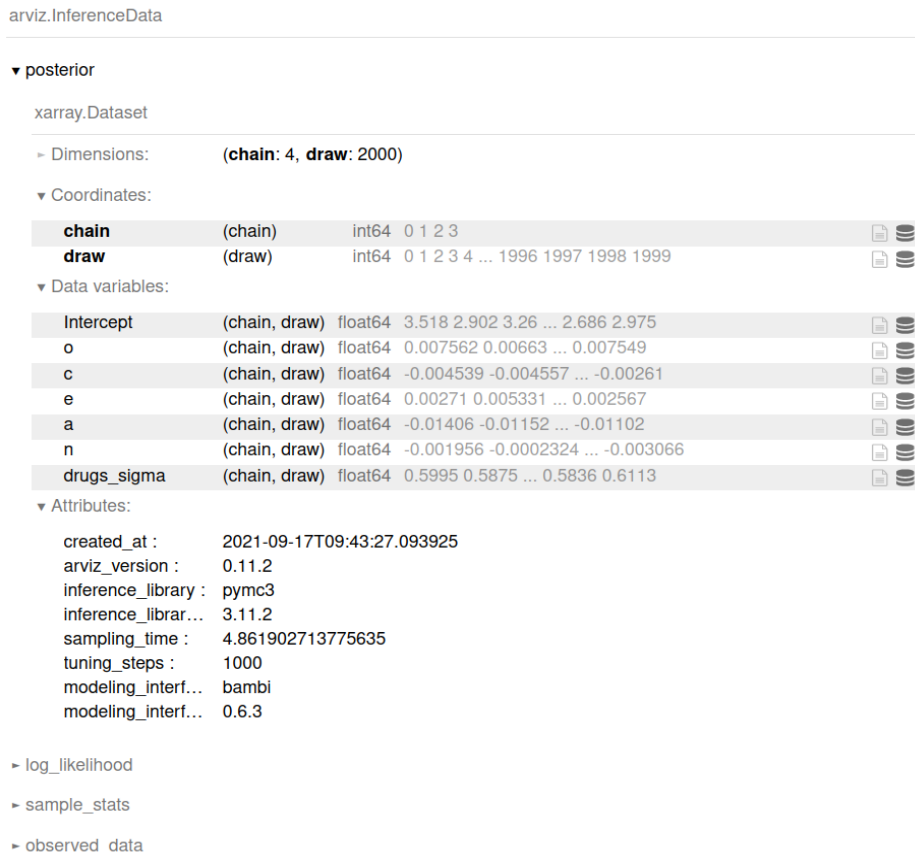 arviz.InferenceData
▾ posterior
xarray.Dataset
► Dimensions: (chain: 4, draw: 2000)
▾ Coordinates:
chain (chain) int64 0 1 2 3
draw (draw) int64 0 1 2 3 4 ... 1996 1997 1998 1999
▾ Data variables:
Intercept (chain, draw) float64 3.518 2.902 3.26 ... 2.686 2.975
o (chain, draw) float64 0.007562 0.00663 ... 0.007549
c (chain, draw) float64 -0.004539 -0.004557 ... -0.00261
e (chain, draw) float64 0.00271 0.005331 ... 0.002567
a (chain, draw) float64 -0.01406 -0.01152 ... -0.01102
n (chain, draw) float64 -0.001956 -0.0002324 ... -0.003066
drugs_sigma (chain, draw) float64 0.5995 0.5875 ... 0.5836 0.6113
▾ Attributes:
created_at : 2021-09-17T09:43:27.093925
arviz_version : 0.11.2
inference_library : pymc3
inference_librar… 3.11.2
sampling_time : 4.861902713775635
tuning_steps : 1000
modeling_interf… bambi
modeling_interf… 0.6.3
► log_likelihood
► sample_stats
► observed_data